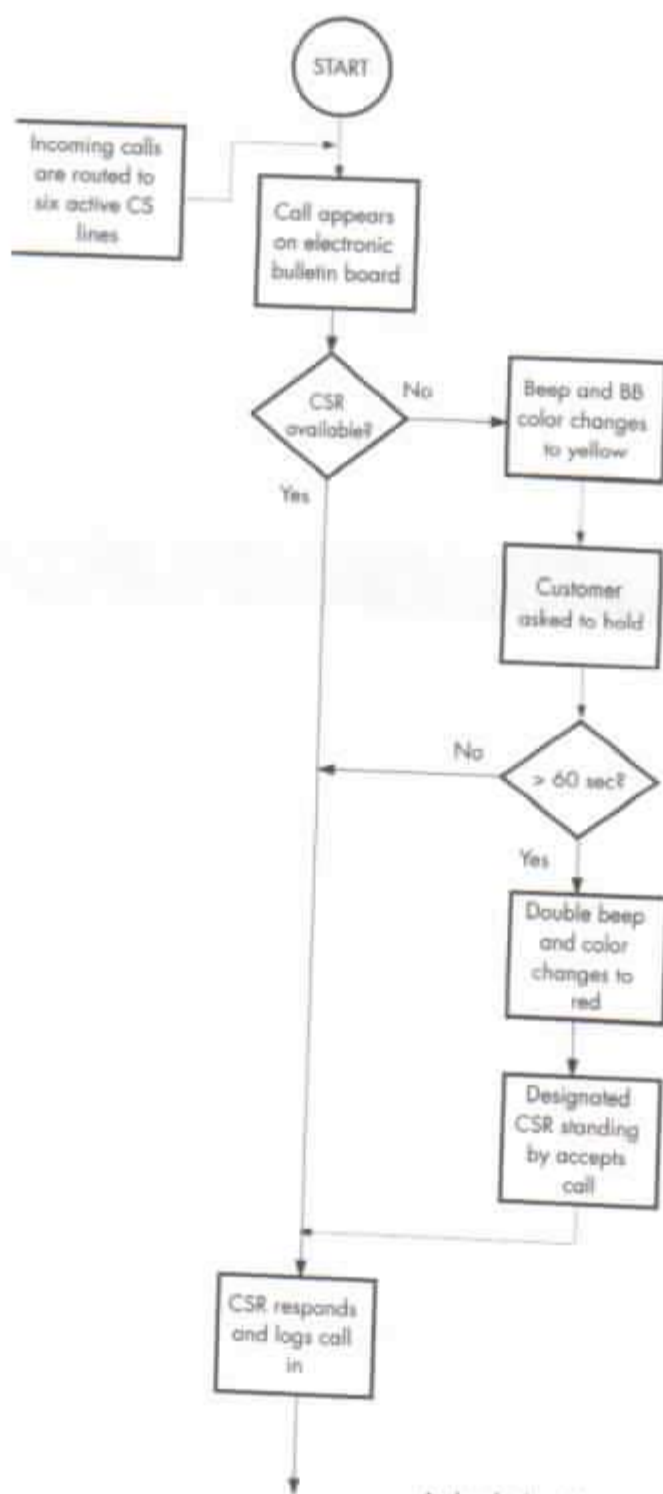 START
Incoming calls
are routed to
six active CS
lines
Call appears
on electronic
bulletin board
CSR
available?
No
Yes
Beep and BB
color changes
to yellow
Customer
asked to hold
> 60 sec?
No
Yes
Double beep
and color
changes to
red
Designated
CSR standing
by accepts
call
CSR responds
and logs call
in